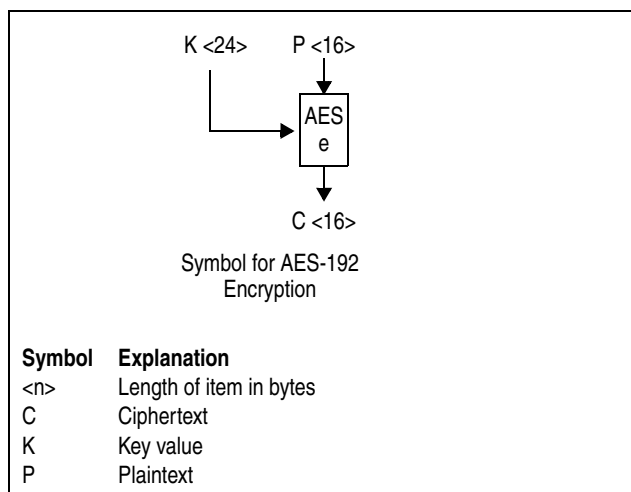 K <24> P <16>
AES
e
C <16>
Symbol for AES-192
Encryption
Symbol Explanation
<n> Length of item in bytes
C Ciphertext
K Key value
P Plaintext